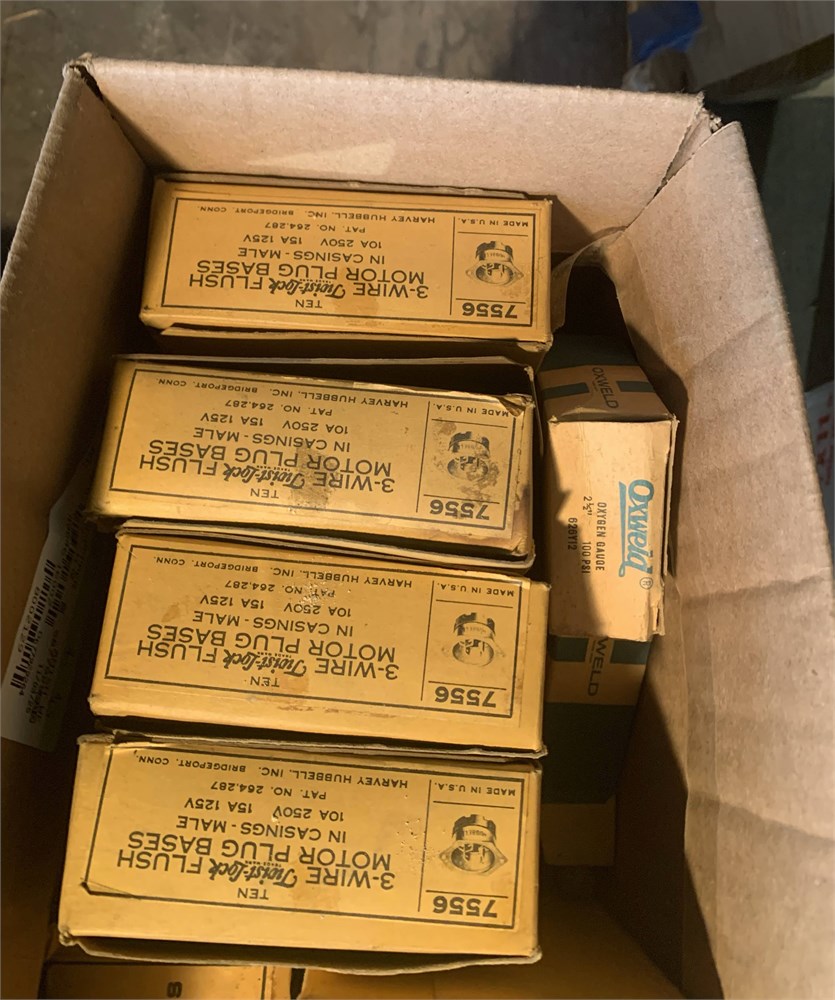 7556
MADE IN U.S.A.
TEN
3-WIRE Twist-Lock FLUSH
MOTOR PLUG BASES
IN CASINGS - MALE
10A 250V 15A 125V
PAT. NO. 264.287
HARVEY HUBBELL, INC. BRIDGEPORT, CONN.
7556
MADE IN U.S.A.
TEN
3-WIRE Twist-Lock FLUSH
MOTOR PLUG BASES
IN CASINGS - MALE
10A 250V 15A 125V
PAT. NO. 264.287
HARVEY HUBBELL, INC. BRIDGEPORT, CONN.
7556
MADE IN U.S.A.
TEN
3-WIRE Twist-Lock FLUSH
MOTOR PLUG BASES
IN CASINGS - MALE
10A 250V 15A 125V
PAT. NO. 264.287
HARVEY HUBBELL, INC. BRIDGEPORT, CONN.
7556
MADE IN U.S.A.
TEN
3-WIRE Twist-Lock FLUSH
MOTOR PLUG BASES
IN CASINGS - MALE
10A 250V 15A 125V
PAT. NO. 264.287
HARVEY HUBBELL, INC. BRIDGEPORT, CONN.
OXWELD
Oxweld®
OXYGEN GAUGE
2½" 100 PSI
626Y12
WELD
8